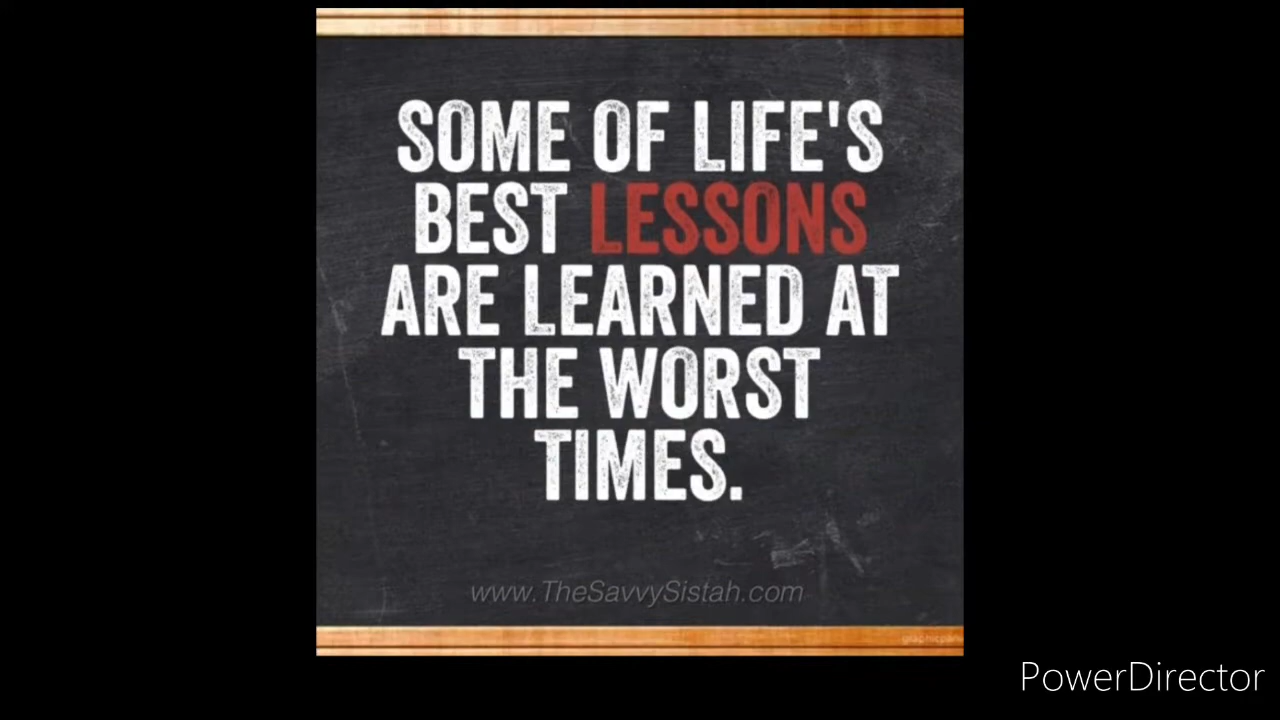 SOME OF LIFE'S
BEST LESSONS
ARE LEARNED AT
THE WORST
TIMES.
www.TheSavvySistah.com
PowerDirector